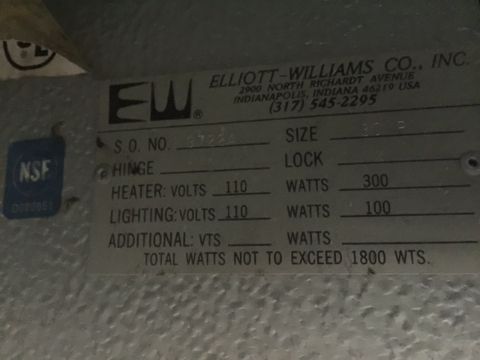 ELLIOTT-WILLIAMS CO., INC.
2900 NORTH RICHARDT AVENUE
INDIANAPOLIS, INDIANA 46219 USA
(317) 545-2295
EW®
S.O. NO. SIZE
HINGE LOCK
HEATER: VOLTS 110 WATTS 300
LIGHTING: VOLTS 110 WATTS 100
ADDITIONAL: VTS WATTS
TOTAL WATTS NOT TO EXCEED 1800 WTS.
NSF